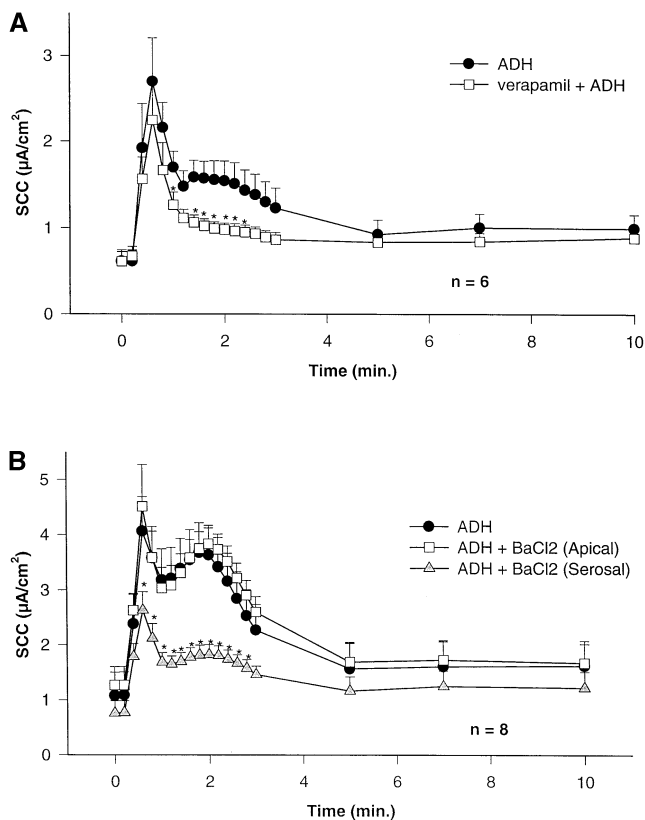 A
3
2
1
0
SCC (µA/cm²)
ADH
verapamil + ADH
* * * * * * *
n = 6
0 2 4 6 8 10
Time (min.)
B
5
4
3
2
1
0
SCC (µA/cm²)
ADH
ADH + BaCl2 (Apical)
ADH + BaCl2 (Serosal)
* * * * * * * * * * * *
n = 8
0 2 4 6 8 10
Time (min.)